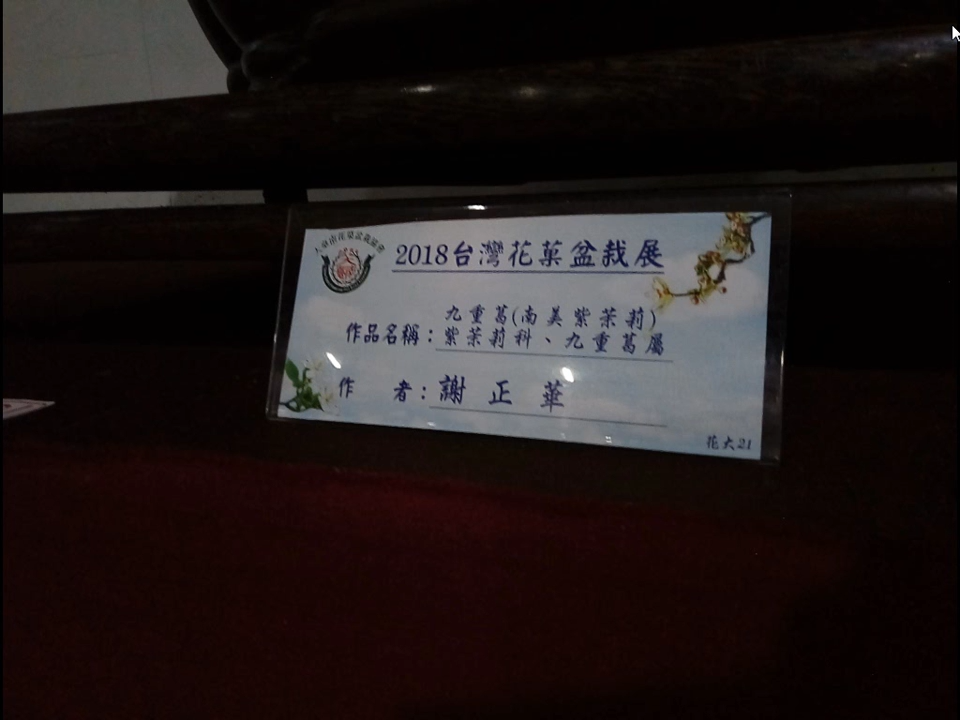 2018台灣花菓盆栽展
九重葛(南美紫茉莉)
作品名稱：紫茉莉科、九重葛屬
作　者：謝正華
花大21